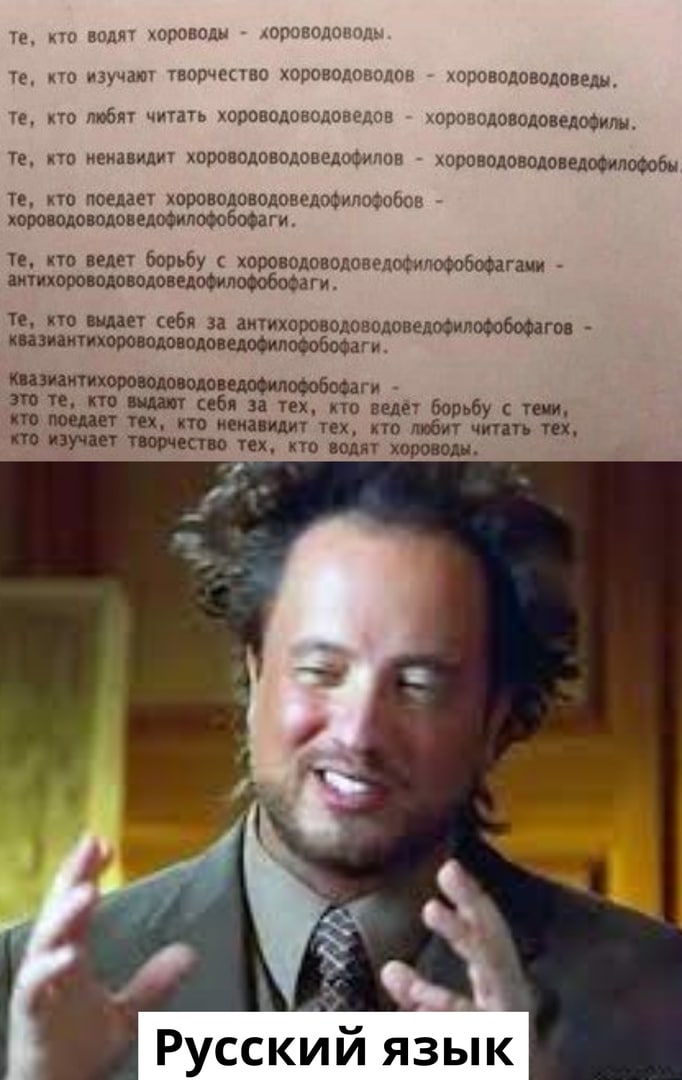 Те, кто водят хороводы - хороводоводы.
Те, кто изучают творчество хороводоводов - хороводоводоведы.
Те, кто любят читать хороводоводоведов - хороводоводоведофилы.
Те, кто ненавидит хороводоводоведофилов - хороводоводоведофилофобы.
Те, кто поедает хороводоводоведофилофобов -
хороводоводоведофилофобофаги.
Те, кто ведет борьбу с хороводоводоведофилофобофагами -
антихороводоводоведофилофобофаги.
Те, кто выдает себя за антихороводоводоведофилофобофагов -
квазиантихороводоводоведофилофобофаги.
Квазиантихороводоводоведофилофобофаги -
это те, кто выдают себя за тех, кто ведёт борьбу с теми,
кто поедает тех, кто ненавидит тех, кто любит читать тех,
кто изучает творчество тех, кто водят хороводы.
Русский язык